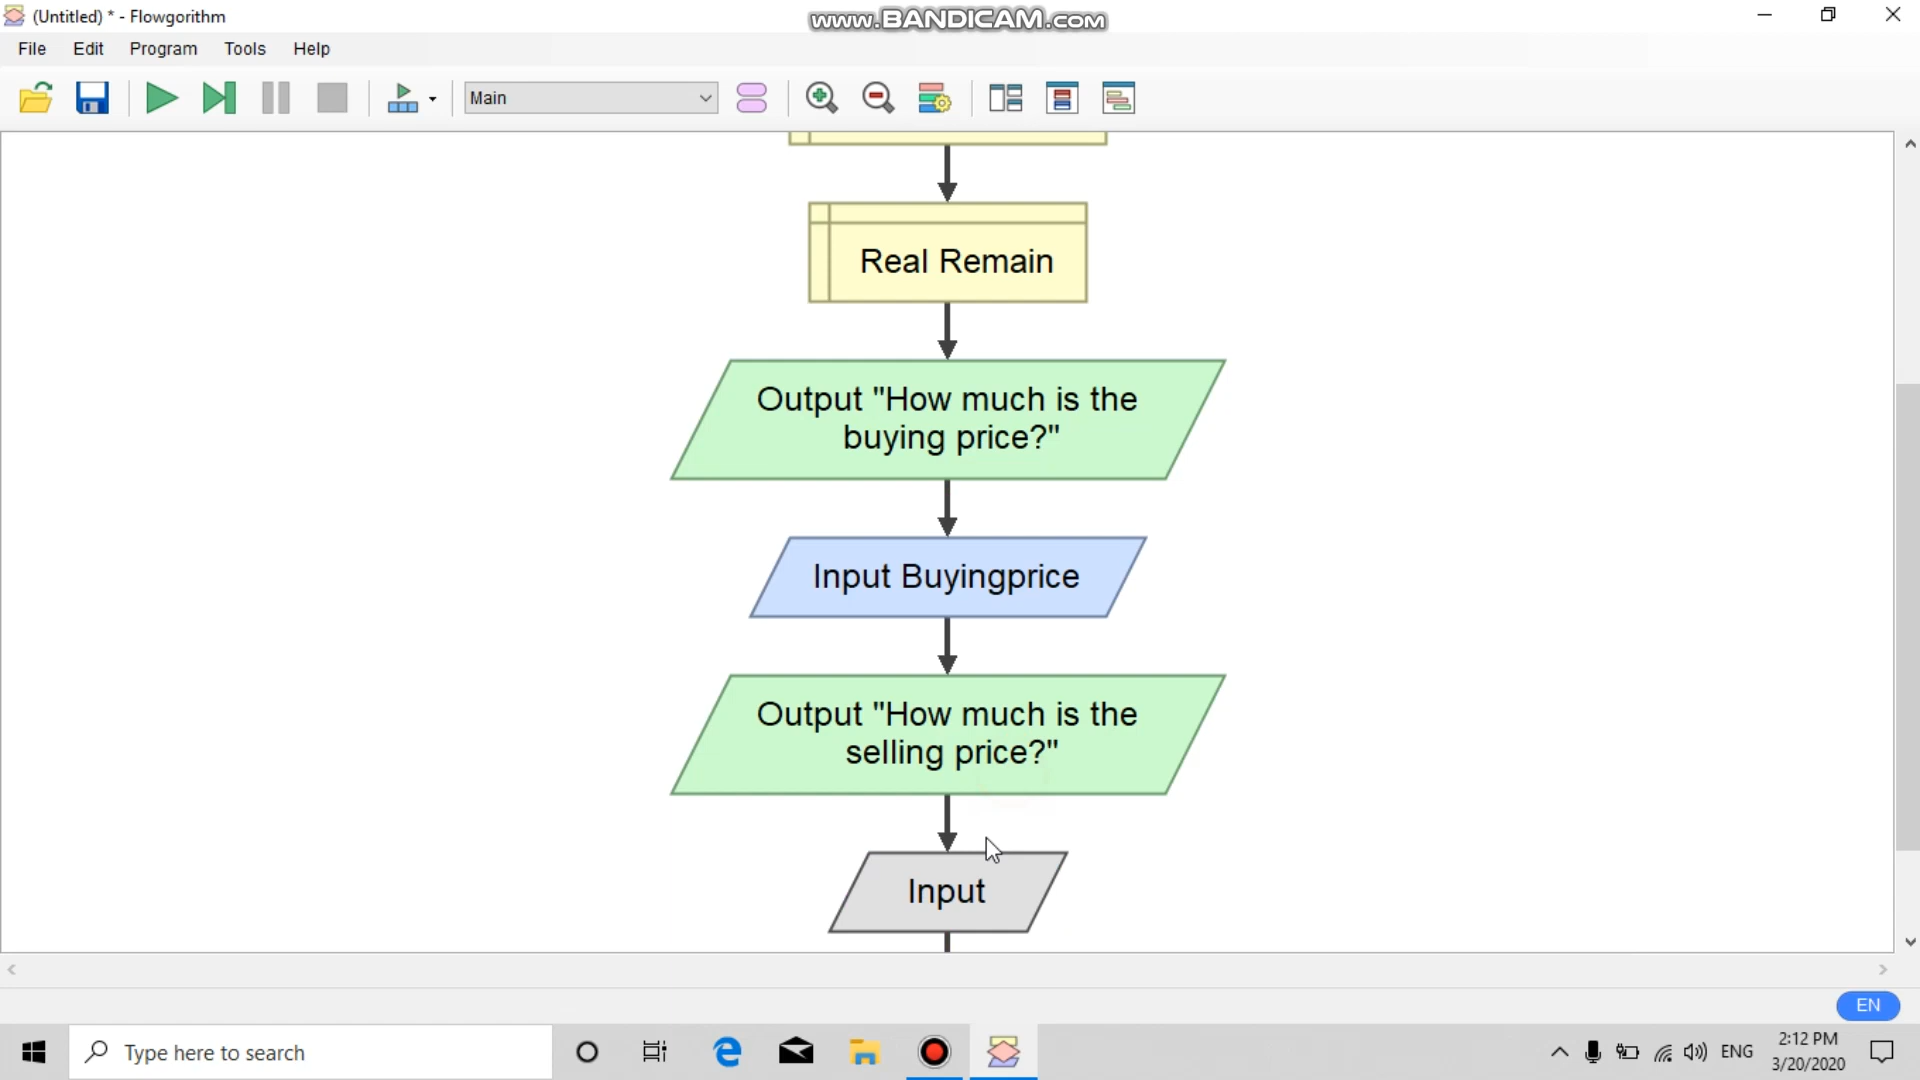 (Untitled) * - Flowgorithm
www.BANDICAM.com
File Edit Program Tools Help
Main
Real Remain
Output "How much is the
buying price?"
Input Buyingprice
Output "How much is the
selling price?"
Input
EN
Type here to search
ENG
2:12 PM
3/20/2020